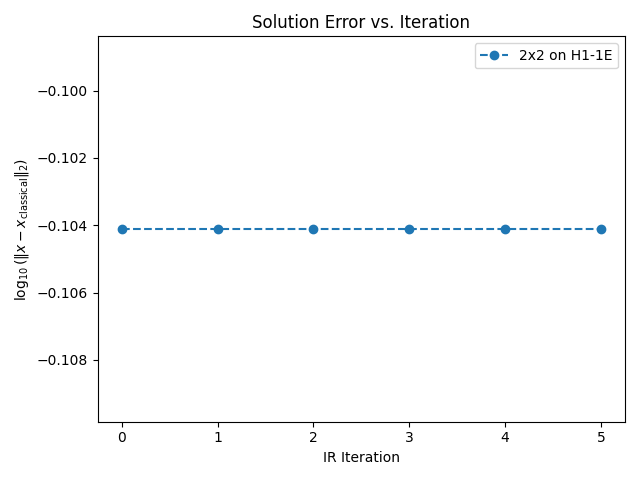 Solution Error vs. Iteration
2x2 on H1-1E
−0.100
−0.102
−0.104
−0.106
−0.108
log₁₀(‖x − x_classical‖₂)
0 1 2 3 4 5
IR Iteration